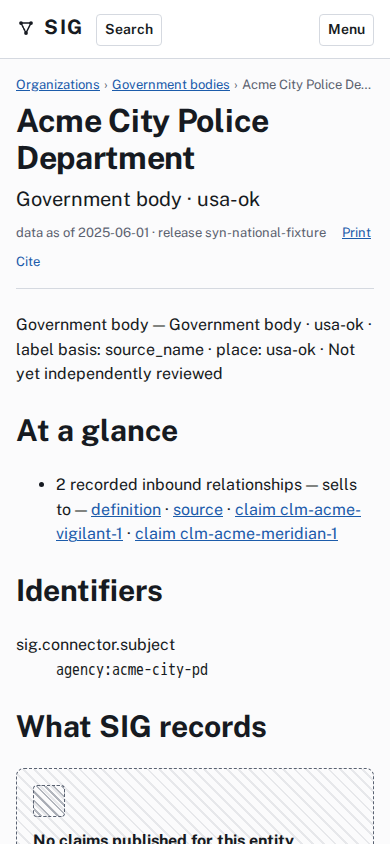 SIG
Search
Menu
Organizations › Government bodies › Acme City Police De...
Acme City Police
Department
Government body · usa-ok
data as of 2025-06-01 · release syn-national-fixture
Print
Cite
Government body — Government body · usa-ok ·
label basis: source_name · place: usa-ok · Not
yet independently reviewed
At a glance
• 2 recorded inbound relationships — sells
to — definition · source · claim clm-acme-
vigilant-1 · claim clm-acme-meridian-1
Identifiers
sig.connector.subject
agency:acme-city-pd
What SIG records
No claims published for this entity